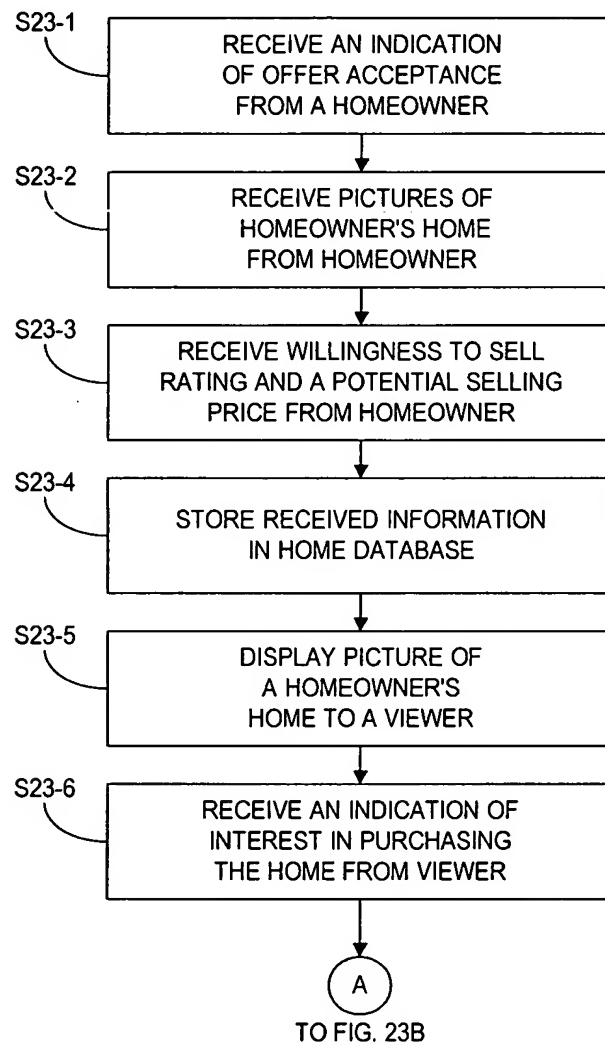 S23-1
RECEIVE AN INDICATION
OF OFFER ACCEPTANCE
FROM A HOMEOWNER
S23-2
RECEIVE PICTURES OF
HOMEOWNER'S HOME
FROM HOMEOWNER
S23-3
RECEIVE WILLINGNESS TO SELL
RATING AND A POTENTIAL SELLING
PRICE FROM HOMEOWNER
S23-4
STORE RECEIVED INFORMATION
IN HOME DATABASE
S23-5
DISPLAY PICTURE OF
A HOMEOWNER'S
HOME TO A VIEWER
S23-6
RECEIVE AN INDICATION OF
INTEREST IN PURCHASING
THE HOME FROM VIEWER
A
TO FIG. 23B